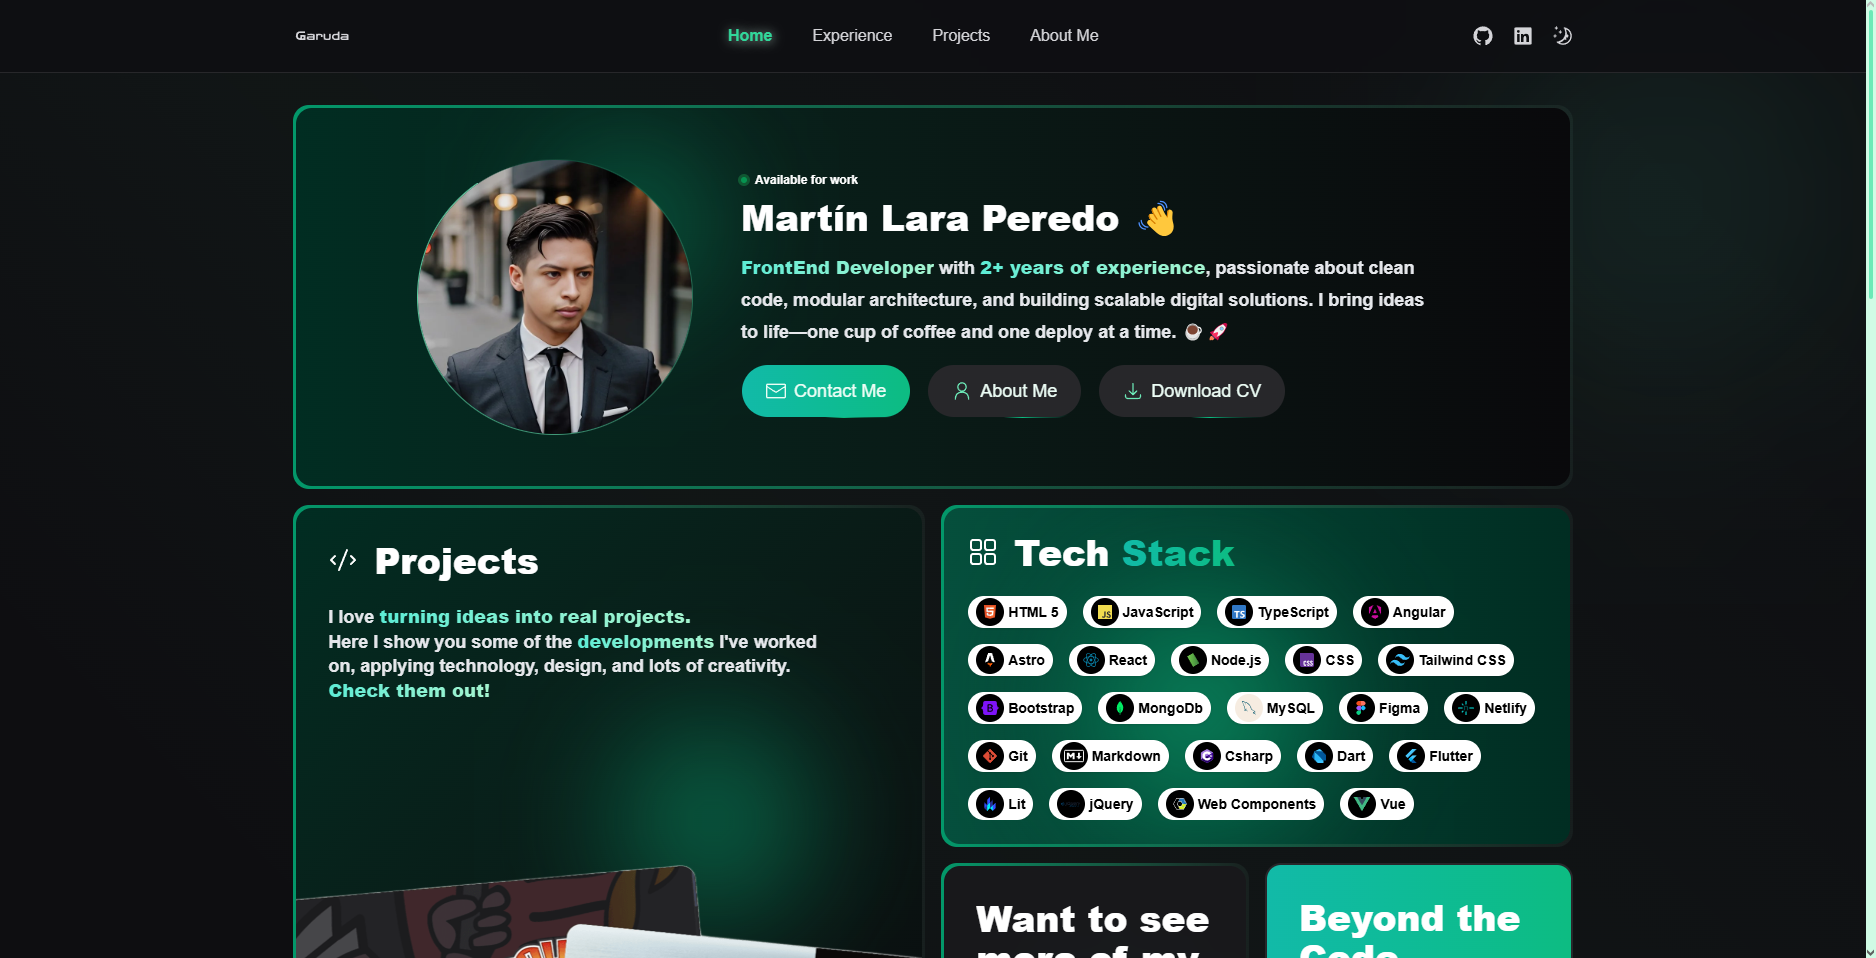 Garuda
Home
Experience
Projects
About Me
Available for work
Martín Lara Peredo 👋
FrontEnd Developer with 2+ years of experience, passionate about clean
code, modular architecture, and building scalable digital solutions. I bring ideas
to life—one cup of coffee and one deploy at a time. ☕ 🚀
Contact Me
About Me
Download CV
Projects
I love turning ideas into real projects.
Here I show you some of the developments I've worked
on, applying technology, design, and lots of creativity.
Check them out!
Tech Stack
HTML 5
JavaScript
TypeScript
Angular
Astro
React
Node.js
CSS
Tailwind CSS
Bootstrap
MongoDb
MySQL
Figma
Netlify
Git
Markdown
Csharp
Dart
Flutter
Lit
jQuery
Web Components
Vue
Want to see
more of my
Beyond the
Code